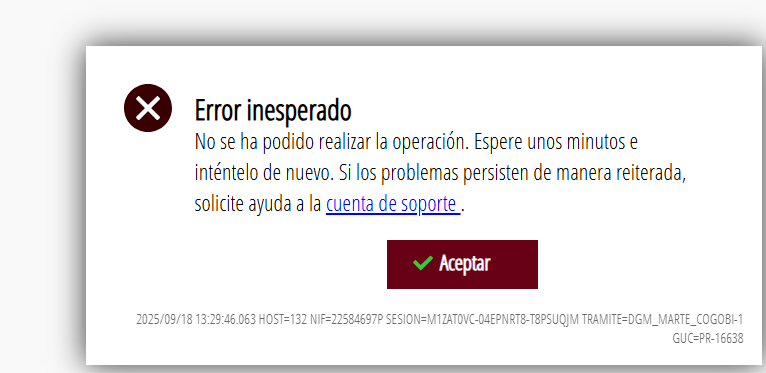 Error inesperado
No se ha podido realizar la operación. Espere unos minutos e
inténtelo de nuevo. Si los problemas persisten de manera reiterada,
solicite ayuda a la cuenta de soporte .
Aceptar
2025/09/18 13:29:46.063 HOST=132 NIF=22584697P SESION=M1ZAT0VC-04EPNRT8-T8PSUQJM TRAMITE=DGM_MARTE_COGOBI-1
GUC=PR-16638